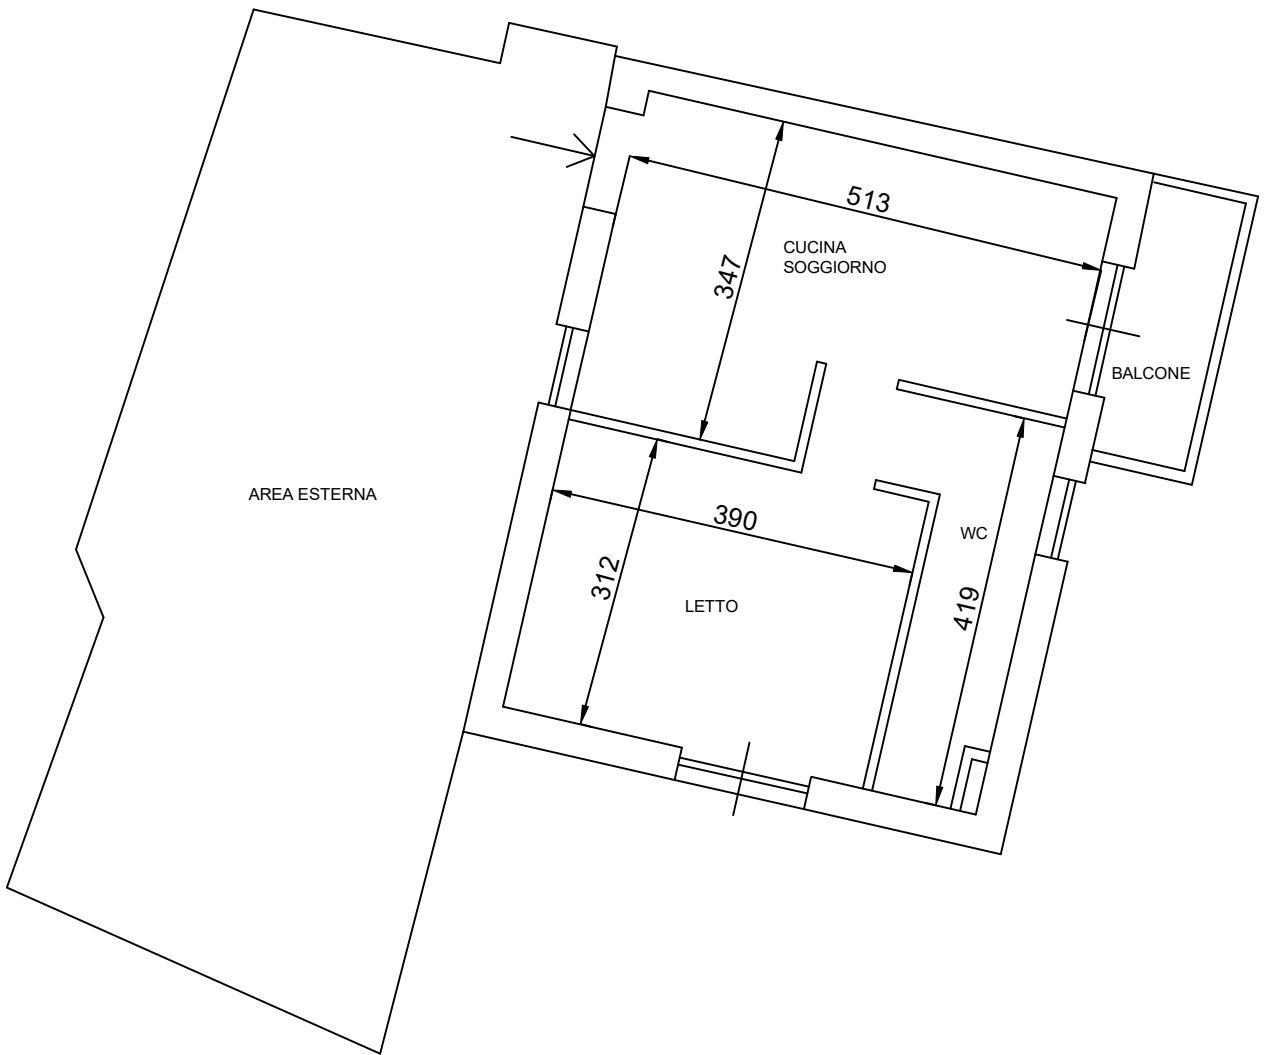 513
CUCINA
SOGGIORNO
347
BALCONE
AREA ESTERNA
390
WC
312
LETTO
419